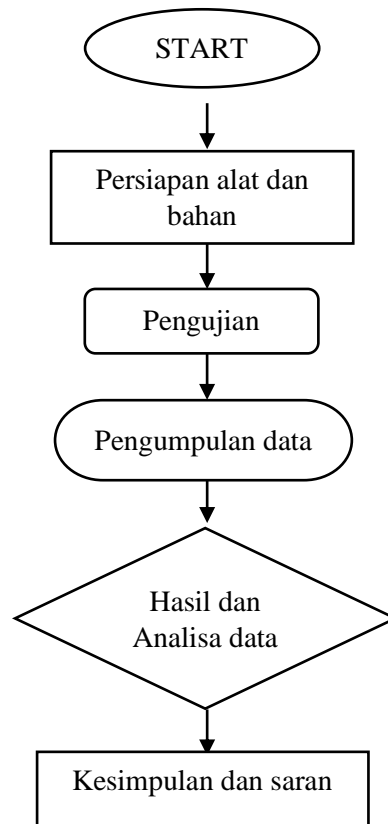 START
Persiapan alat dan
bahan
Pengujian
Pengumpulan data
Hasil dan
Analisa data
Kesimpulan dan saran